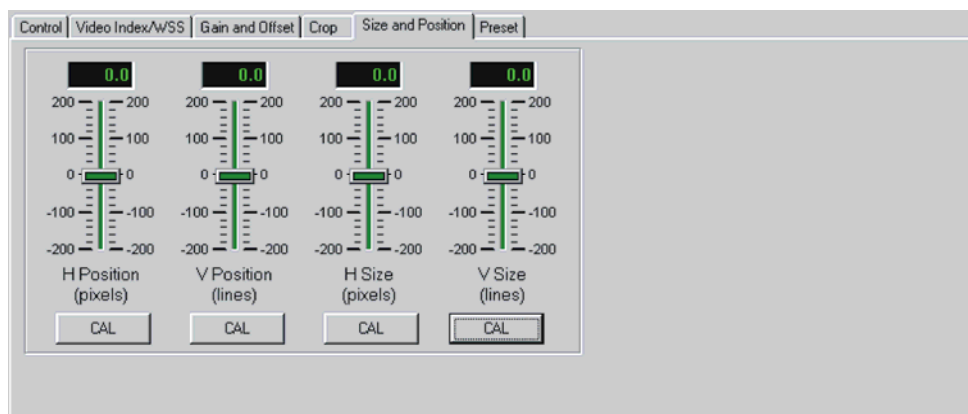 Control Video Index/WSS Gain and Offset Crop Size and Position Preset
0.0 0.0 0.0 0.0
200 200 200 200 200 200 200 200
100 100 100 100 100 100 100 100
0 0 0 0 0 0 0 0
-100 -100 -100 -100 -100 -100 -100 -100
-200 -200 -200 -200 -200 -200 -200 -200
H Position V Position H Size V Size
(pixels) (lines) (pixels) (lines)
CAL CAL CAL CAL